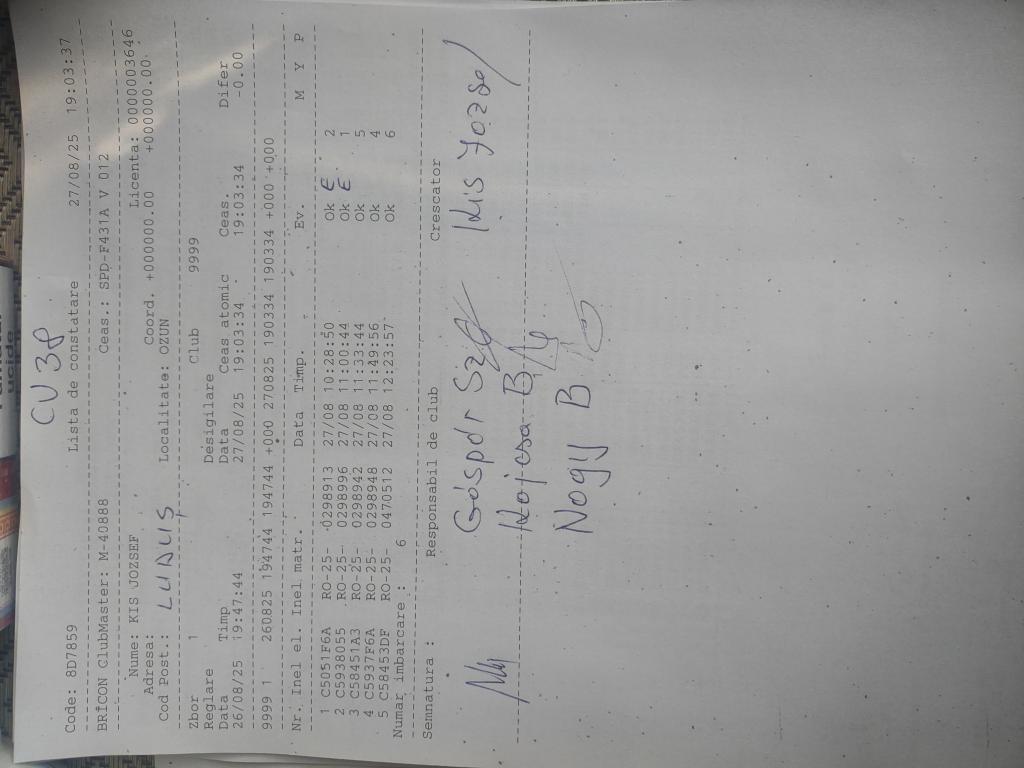 CU 38
Code: 8D7859 Lista de constatare 27/08/25 19:03:37
BRICON ClubMaster: M-40888 Ceas.: SPD-F431A V 012
Nume: KIS JOZSEF Licenta: 0000003646
Adresa: Coord. +000000.00 +000000.00
Cod Post.: LUDUȘ Localitate: OZUN
Zbor 1 Club 9999
Reglare Desigilare
Data Timp Data Ceas atomic Ceas. Difer
26/08/25 19:47:44 27/08/25 19:03:34 19:03:34 -0.00
9999 1 260825 194744 194744 +000 270825 190334 190334 +000 +000
Nr. Inel el. Inel matr. Data Timp. Ev. M Y P
1 C5051F6A RO-25- 0298913 27/08 10:28:50 Ok E 2
2 C5938055 RO-25- 0298996 27/08 11:00:44 Ok E 1
3 C58451A3 RO-25- 0298942 27/08 11:33:44 Ok 5
4 C5937F6A RO-25- 0298948 27/08 11:49:56 Ok 4
5 C58453DF RO-25- 0470512 27/08 12:23:57 Ok 6
Numar imbarcare : 6
Semnatura : Responsabil de club Crescator
Gáspár Sz Kis Jozsef
Kajcsa B
Nagy B